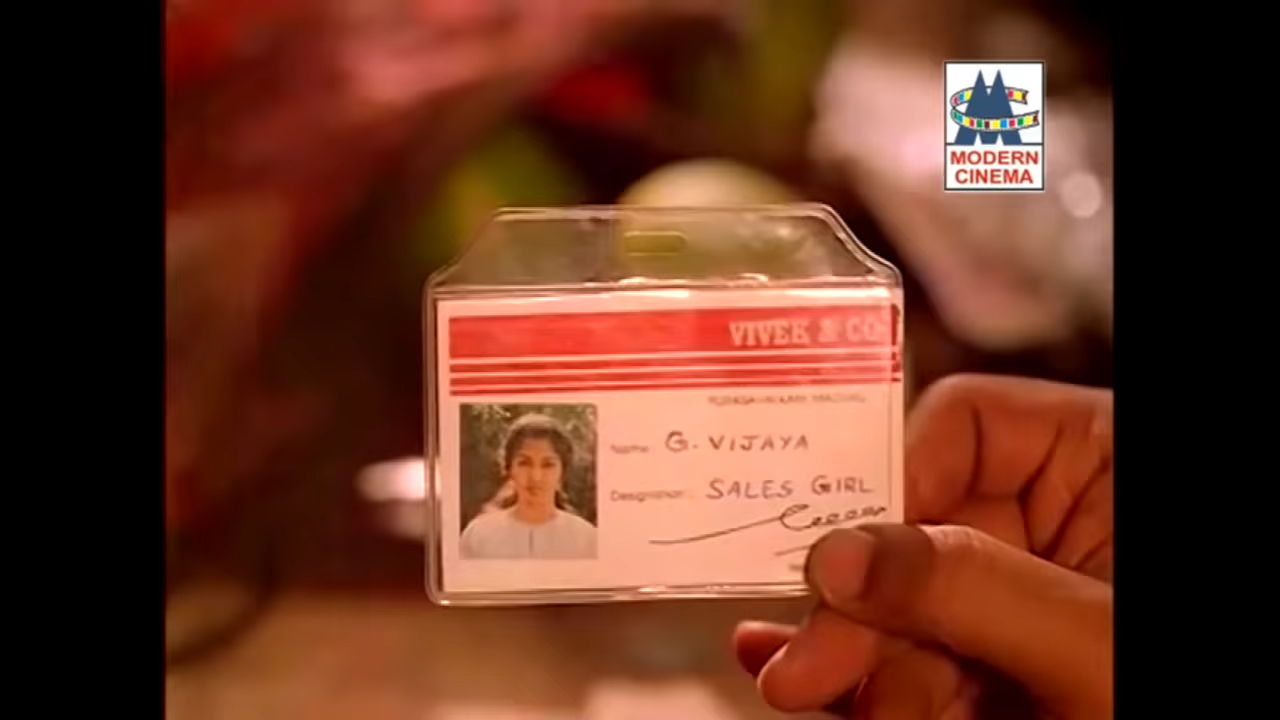 MODERN
CINEMA
VIVEK & CO
Name: G. VIJAYA
Designation: SALES GIRL